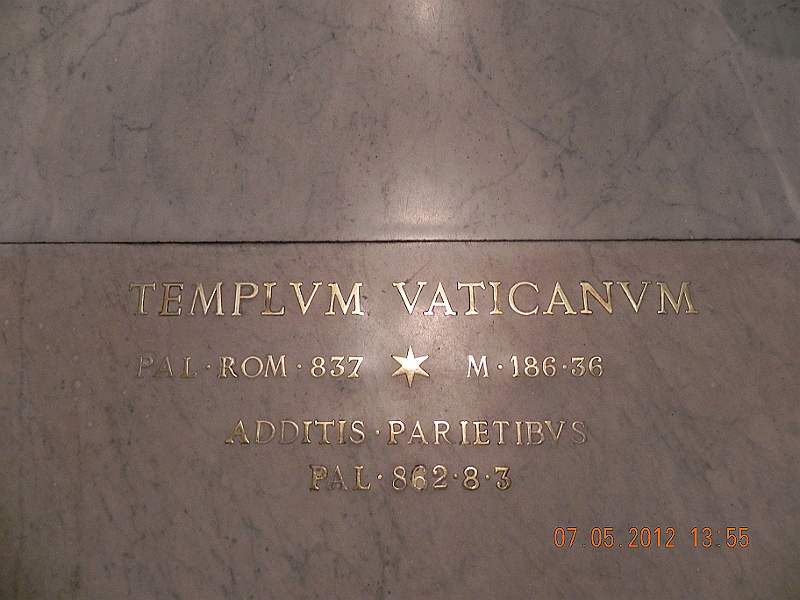 TEMPLVM VATICANVM
PAL · ROM · 837 ★ M · 186 · 36
ADDITIS · PARIETIBVS
PAL · 862 · 8 · 3
07.05.2012 13:55